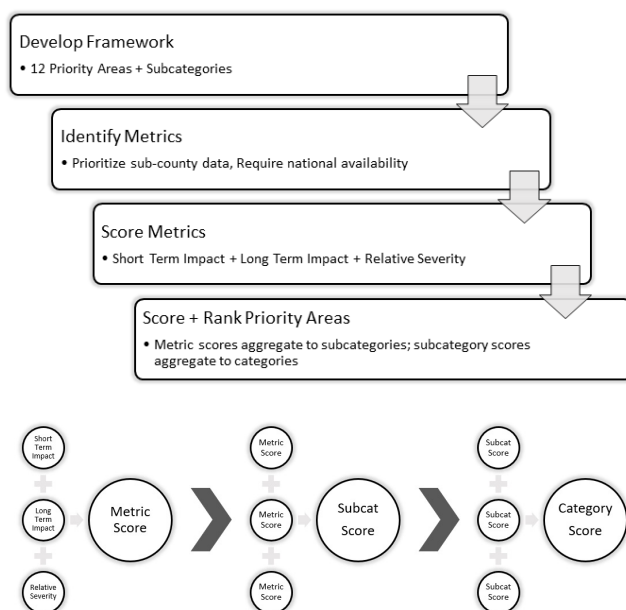 Develop Framework
• 12 Priority Areas + Subcategories
Identify Metrics
• Prioritize sub-county data, Require national availability
Score Metrics
• Short Term Impact + Long Term Impact + Relative Severity
Score + Rank Priority Areas
• Metric scores aggregate to subcategories; subcategory scores
aggregate to categories
Short
Term
Impact
Long
Term
Impact
Relative
Severity
Metric
Score
Metric
Score
Metric
Score
Metric
Score
Subcat
Score
Subcat
Score
Subcat
Score
Subcat
Score
Category
Score